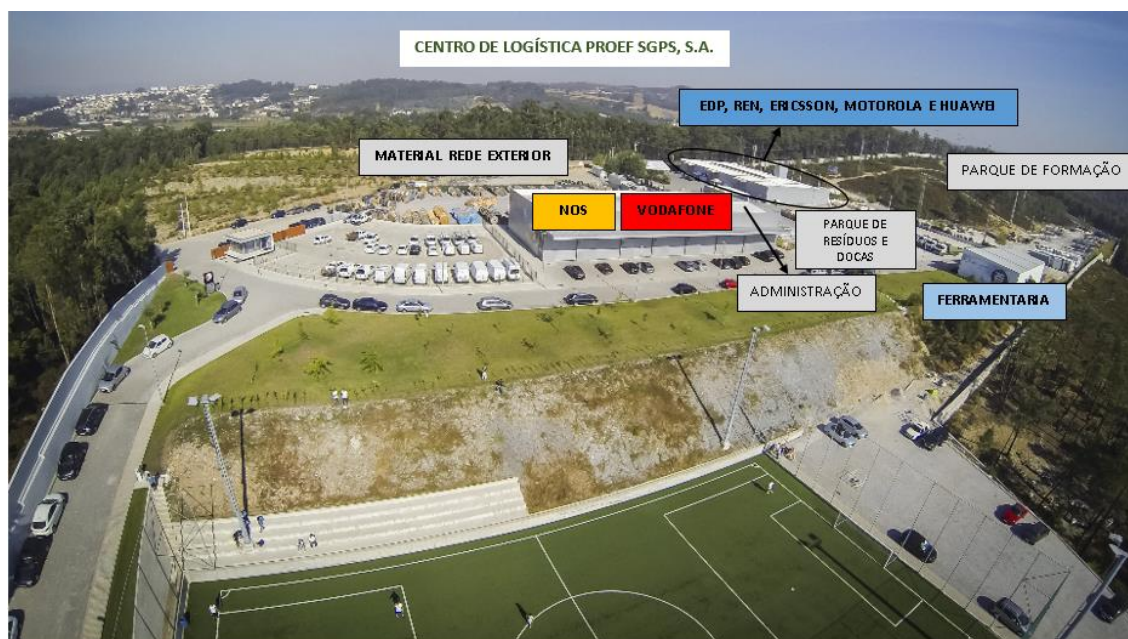 CENTRO DE LOGÍSTICA PROEF SGPS, S.A.
EDP, REN, ERICSSON, MOTOROLA E HUAWEI
MATERIAL REDE EXTERIOR
PARQUE DE FORMAÇÃO
NOS
VODAFONE
PARQUE DE
RESÍDUOS E
DOCAS
ADMINISTRAÇÃO
FERRAMENTARIA